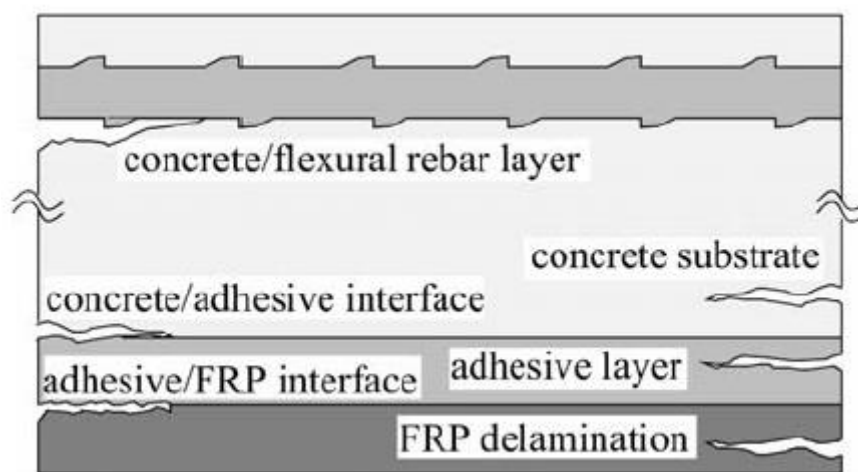 concrete/flexural rebar layer
concrete substrate
concrete/adhesive interface
adhesive layer
adhesive/FRP interface
FRP delamination